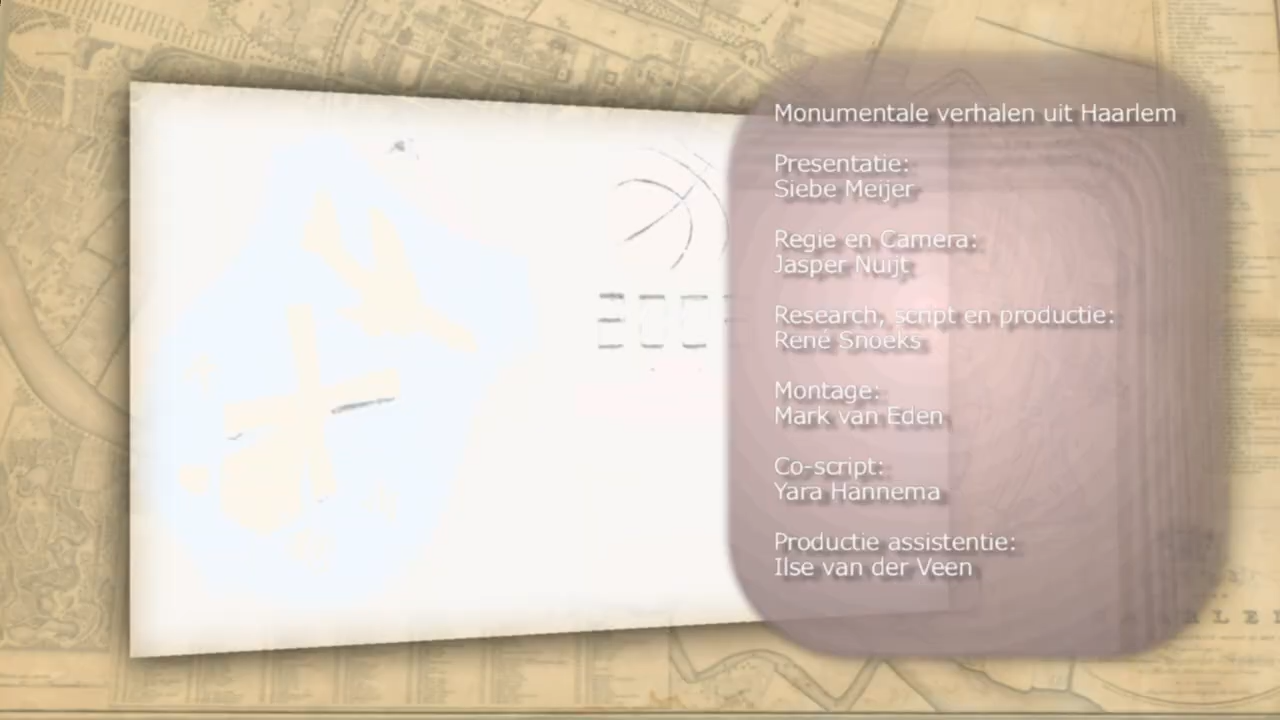 Monumentale verhalen uit Haarlem
Presentatie:
Siebe Meijer
Regie en Camera:
Jasper Nuijt
Research, script en productie:
René Snoeks
Montage:
Mark van Eden
Co-script:
Yara Hannema
Productie assistentie:
Ilse van der Veen